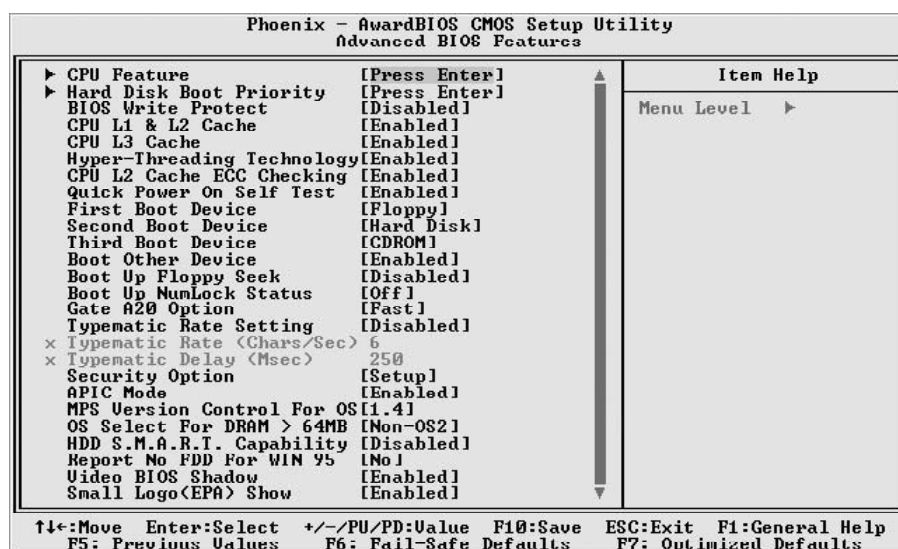 Phoenix - AwardBIOS CMOS Setup Utility
Advanced BIOS Features
▶ CPU Feature [Press Enter]
▶ Hard Disk Boot Priority [Press Enter]
BIOS Write Protect [Disabled]
CPU L1 & L2 Cache [Enabled]
CPU L3 Cache [Enabled]
Hyper-Threading Technology[Enabled]
CPU L2 Cache ECC Checking [Enabled]
Quick Power On Self Test [Enabled]
First Boot Device [Floppy]
Second Boot Device [Hard Disk]
Third Boot Device [CDROM]
Boot Other Device [Enabled]
Boot Up Floppy Seek [Disabled]
Boot Up NumLock Status [Off]
Gate A20 Option [Fast]
Typematic Rate Setting [Disabled]
x Typematic Rate (Chars/Sec) 6
x Typematic Delay (Msec) 250
Security Option [Setup]
APIC Mode [Enabled]
MPS Version Control For OS[1.4]
OS Select For DRAM > 64MB [Non-OS2]
HDD S.M.A.R.T. Capability [Disabled]
Report No FDD For WIN 95 [No]
Video BIOS Shadow [Enabled]
Small Logo(EPA) Show [Enabled]
Item Help
Menu Level ▶
↑↓←:Move Enter:Select +/-/PU/PD:Value F10:Save ESC:Exit F1:General Help
F5: Previous Values F6: Fail-Safe Defaults F7: Optimized Defaults